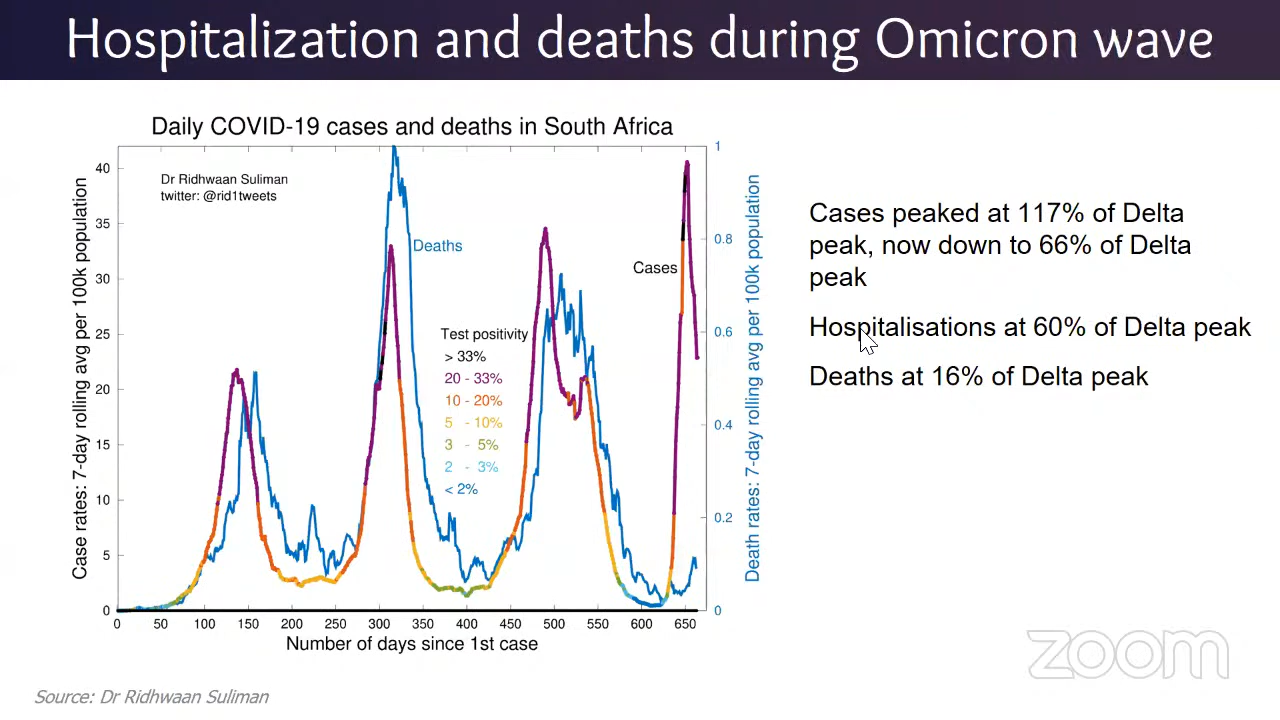 Hospitalization and deaths during Omicron wave
Daily COVID-19 cases and deaths in South Africa
Dr Ridhwaan Suliman
twitter: @rid1tweets
Case rates: 7-day rolling avg per 100k population
40
35
30
25
20
15
10
5
0
Deaths
Cases
Test positivity
> 33%
20 - 33%
10 - 20%
5 - 10%
3 - 5%
2 - 3%
< 2%
1
0.8
0.6
0.4
0.2
0
Death rates: 7-day rolling avg per 100k population
0 50 100 150 200 250 300 350 400 450 500 550 600 650
Number of days since 1st case
Cases peaked at 117% of Delta
peak, now down to 66% of Delta
peak
Hospitalisations at 60% of Delta peak
Deaths at 16% of Delta peak
zoom
Source: Dr Ridhwaan Suliman